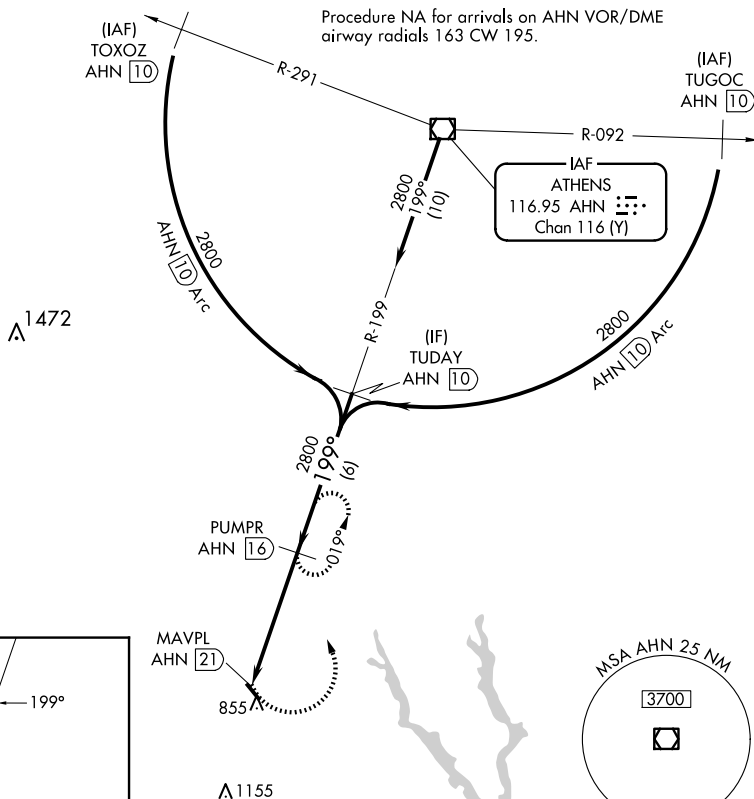 Procedure NA for arrivals on AHN VOR/DME
airway radials 163 CW 195.
(IAF)
TOXOZ
AHN 10
R-291
(IAF)
TUGOC
AHN 10
R-092
IAF
ATHENS
116.95 AHN
Chan 116 (Y)
2800
199°
(10)
R-199
2800
AHN 10 Arc
2800
AHN 10 Arc
1472
(IF)
TUDAY
AHN 10
2800
199°
(6)
PUMPR
AHN 16
019°
MAVPL
AHN 21
855
199°
1155
MSA AHN 25 NM
3700